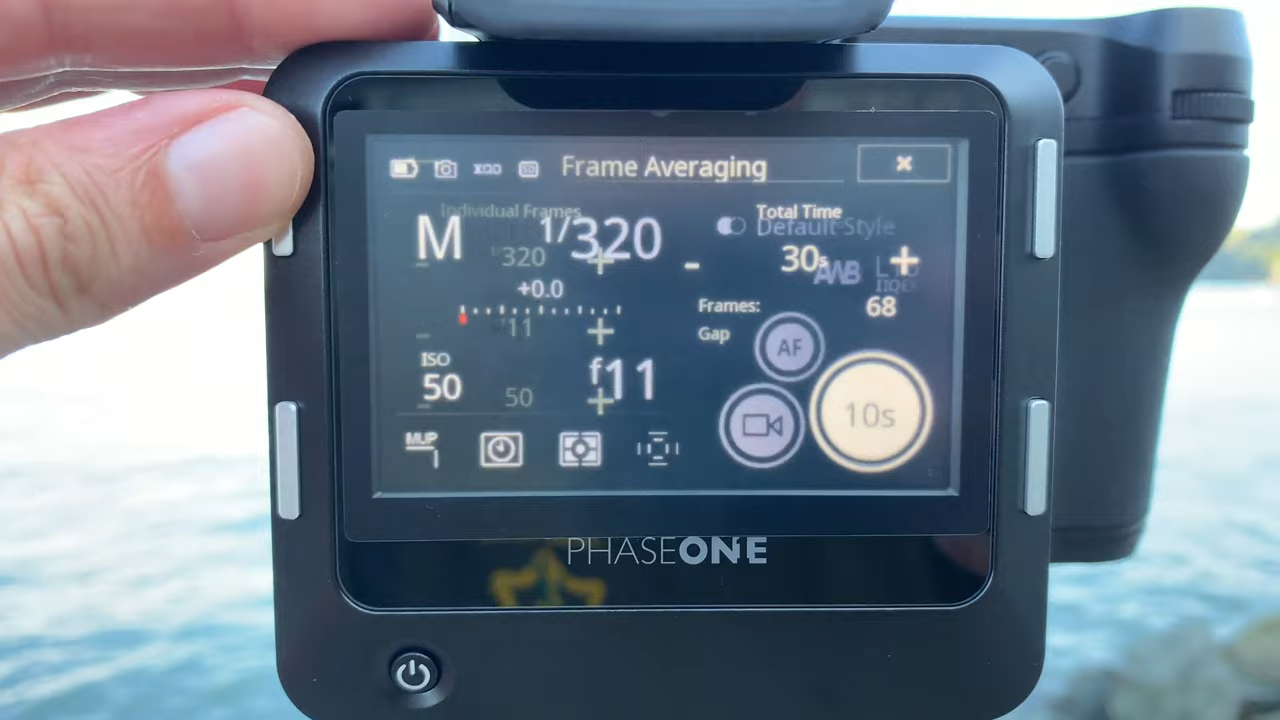 Frame Averaging
Individual Frames
Total Time
M 1/320
Default Style
1/320 +
- 30s +
AWB
+0.0
Frames: 68
Gap
11 +
AF
ISO
50 f11
50 +
10s
MUP
PHASEONE